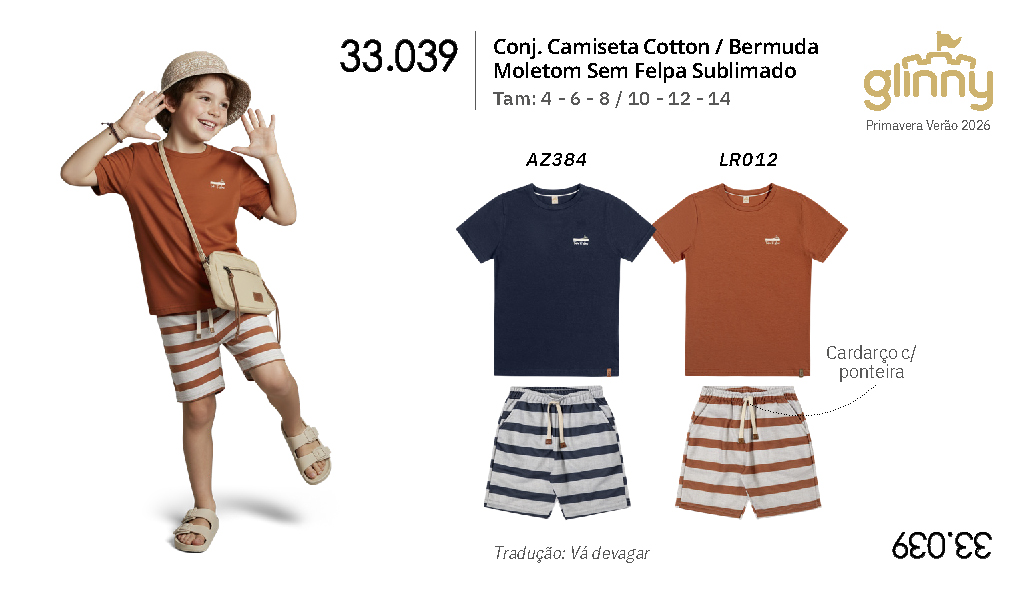 33.039
Conj. Camiseta Cotton / Bermuda
Moletom Sem Felpa Sublimado
Tam: 4 - 6 - 8 / 10 - 12 - 14
glinny
Primavera Verão 2026
AZ384
LR012
Cardarço c/
ponteira
Tradução: Vá devagar
33.039